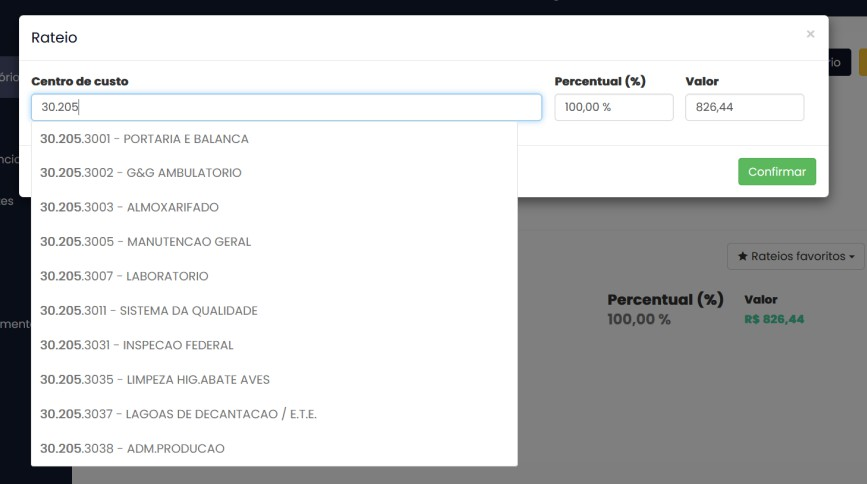 Rateio
×
ório
io
Centro de custo
Percentual (%)
Valor
30.205
100,00 %
826,44
30.205.3001 - PORTARIA E BALANCA
ncia
30.205.3002 - G&G AMBULATORIO
Confirmar
es
30.205.3003 - ALMOXARIFADO
30.205.3005 - MANUTENCAO GERAL
★ Rateios favoritos
30.205.3007 - LABORATORIO
Percentual (%)
Valor
30.205.3011 - SISTEMA DA QUALIDADE
100,00 %
R$ 826,44
ment
30.205.3031 - INSPECAO FEDERAL
30.205.3035 - LIMPEZA HIG.ABATE AVES
30.205.3037 - LAGOAS DE DECANTACAO / E.T.E.
30.205.3038 - ADM.PRODUCAO